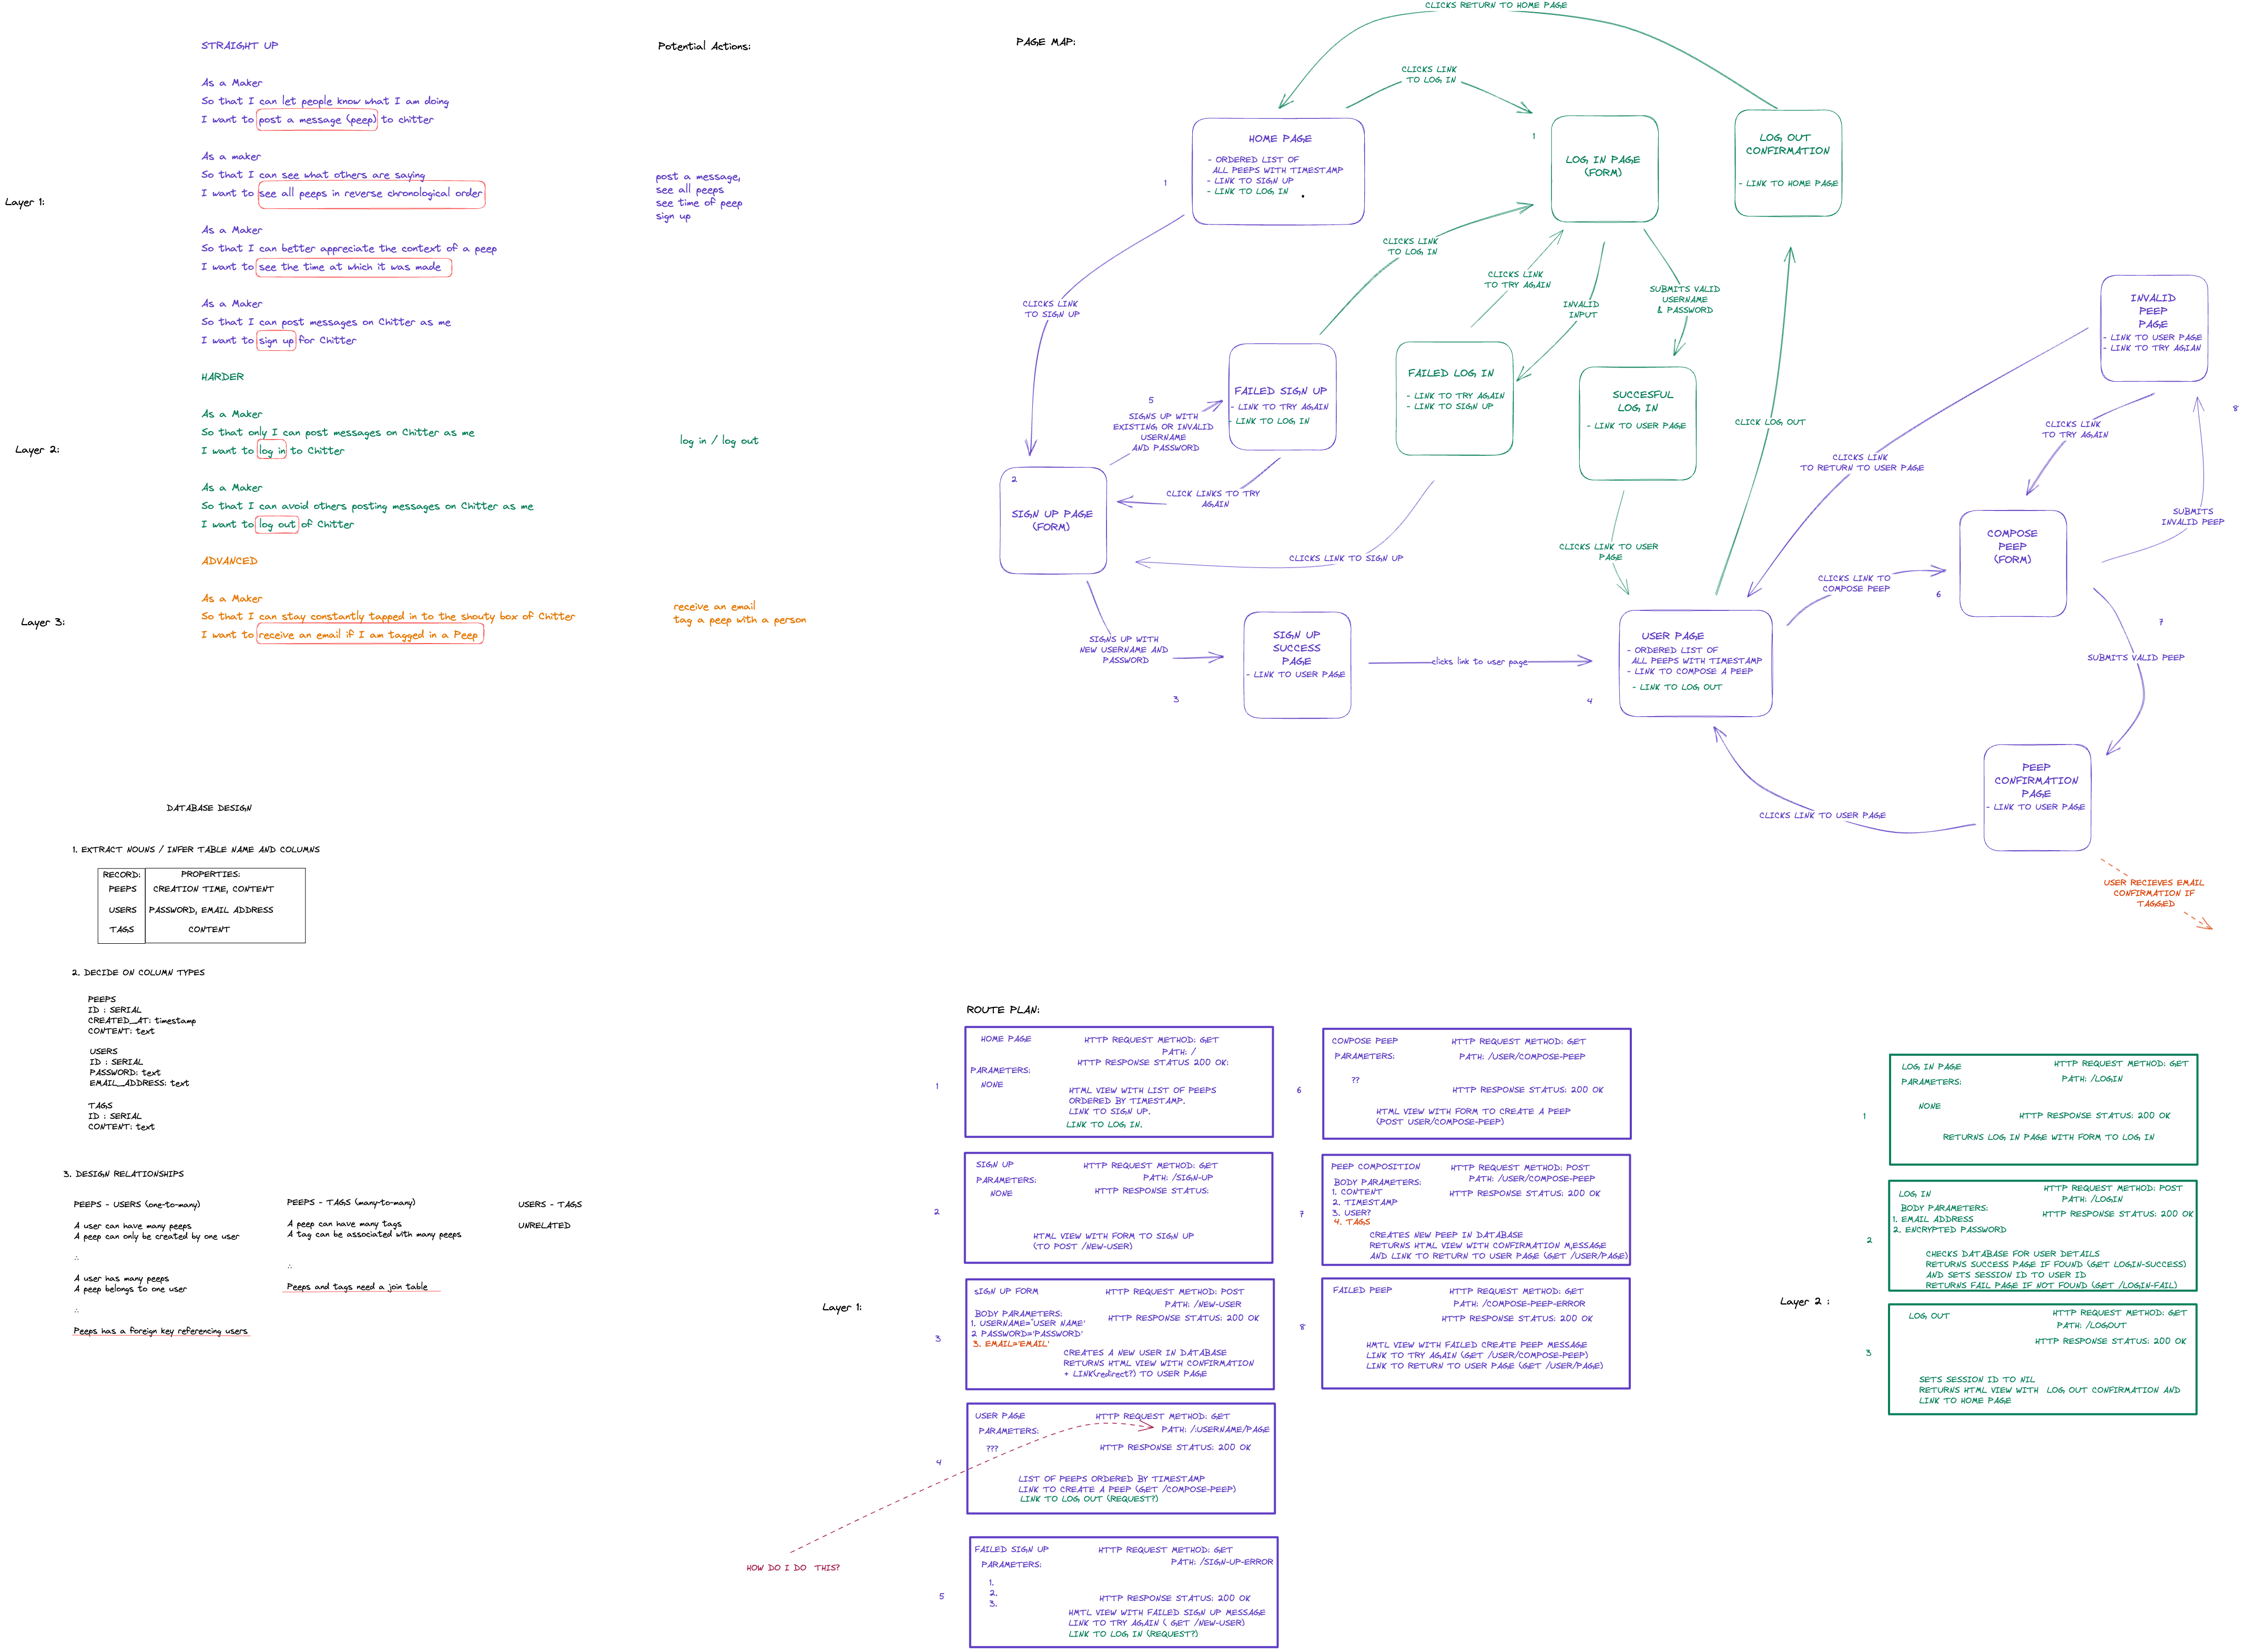 STRAIGHT UP
As a Maker
So that I can let people know what I am doing
I want to post a message (peep) to chitter
As a maker
So that I can see what others are saying
I want to see all peeps in reverse chronological order
Layer 1:
As a Maker
So that I can better appreciate the context of a peep
I want to see the time at which it was made
As a Maker
So that I can post messages on Chitter as me
I want to sign up for Chitter
HARDER
As a Maker
So that only I can post messages on Chitter as me
I want to log in to Chitter
Layer 2:
As a Maker
So that I can avoid others posting messages on Chitter as me
I want to log out of Chitter
ADVANCED
As a Maker
So that I can stay constantly tapped in to the shouty box of Chitter
I want to receive an email if I am tagged in a Peep
Layer 3:
Potential Actions:
post a message,
see all peeps
see time of peep
sign up
log in / log out
receive an email
tag a peep with a person
PAGE MAP:
CLICKS RETURN TO HOME PAGE
CLICKS LINK
TO LOG IN
1
HOME PAGE
- ORDERED LIST OF
ALL PEEPS WITH TIMESTAMP
- LINK TO SIGN UP
- LINK TO LOG IN
1
LOG IN PAGE
(FORM)
LOG OUT
CONFIRMATION
- LINK TO HOME PAGE
CLICKS LINK
TO LOG IN
CLICKS LINK
TO TRY AGAIN
INVALID
INPUT
SUBMITS VALID
USERNAME
& PASSWORD
CLICKS LINK
TO SIGN UP
INVALID
PEEP
PAGE
- LINK TO USER PAGE
- LINK TO TRY AGIAN
8
FAILED SIGN UP
- LINK TO TRY AGAIN
- LINK TO LOG IN
FAILED LOG IN
- LINK TO TRY AGAIN
- LINK TO SIGN UP
SUCCESFUL
LOG IN
- LINK TO USER PAGE
CLICK LOG OUT
5
SIGNS UP WITH
EXISTING OR INVALID
USERNAME
AND PASSWORD
CLICKS LINK
TO TRY AGAIN
CLICKS LINK
TO RETURN TO USER PAGE
2
SIGN UP PAGE
(FORM)
CLICK LINKS TO TRY
AGAIN
SUBMITS
INVALID PEEP
COMPOSE
PEEP
(FORM)
6
CLICKS LINK TO SIGN UP
CLICKS LINK TO USER
PAGE
CLICKS LINK TO
COMPOSE PEEP
SIGNS UP WITH
NEW USERNAME AND
PASSWORD
SIGN UP
SUCCESS
PAGE
- LINK TO USER PAGE
3
clicks link to user page
USER PAGE
- ORDERED LIST OF
ALL PEEPS WITH TIMESTAMP
- LINK TO COMPOSE A PEEP
- LINK TO LOG OUT
4
7
SUBMITS VALID PEEP
PEEP
CONFIRMATION
PAGE
- LINK TO USER PAGE
CLICKS LINK TO USER PAGE
USER RECIEVES EMAIL
CONFIRMATION IF
TAGGED
DATABASE DESIGN
1. EXTRACT NOUNS / INFER TABLE NAME AND COLUMNS
RECORD: PROPERTIES:
PEEPS CREATION TIME, CONTENT
USERS PASSWORD, EMAIL ADDRESS
TAGS CONTENT
2. DECIDE ON COLUMN TYPES
PEEPS
ID : SERIAL
CREATED_AT: timestamp
CONTENT: text
USERS
ID : SERIAL
PASSWORD: text
EMAIL_ADDRESS: text
TAGS
ID : SERIAL
CONTENT: text
3. DESIGN RELATIONSHIPS
PEEPS - USERS (one-to-many)
A user can have many peeps
A peep can only be created by one user
∴
A user has many peeps
A peep belongs to one user
∴
Peeps has a foreign key referencing users
PEEPS - TAGS (many-to-many)
A peep can have many tags
A tag can be associated with many peeps
∴
Peeps and tags need a join table
USERS - TAGS
UNRELATED
ROUTE PLAN:
Layer 1:
1
HOME PAGE
HTTP REQUEST METHOD: GET
PATH: /
HTTP RESPONSE STATUS 200 OK:
PARAMETERS:
NONE
HTML VIEW WITH LIST OF PEEPS
ORDERED BY TIMESTAMP.
LINK TO SIGN UP.
LINK TO LOG IN.
2
SIGN UP
HTTP REQUEST METHOD: GET
PATH: /SIGN-UP
PARAMETERS:
NONE
HTTP RESPONSE STATUS:
HTML VIEW WITH FORM TO SIGN UP
(TO POST /NEW-USER)
3
SIGN UP FORM
HTTP REQUEST METHOD: POST
PATH: /NEW-USER
BODY PARAMETERS:
HTTP RESPONSE STATUS: 200 OK
1. USERNAME='USER NAME'
2 PASSWORD='PASSWORD'
3. EMAIL='EMAIL'
CREATES A NEW USER IN DATABASE
RETURNS HTML VIEW WITH CONFIRMATION
+ LINK(redirect?) TO USER PAGE
4
USER PAGE
HTTP REQUEST METHOD: GET
PATH: /:USERNAME/PAGE
PARAMETERS:
???
HTTP RESPONSE STATUS: 200 OK
LIST OF PEEPS ORDERED BY TIMESTAMP
LINK TO CREATE A PEEP (GET /COMPOSE-PEEP)
LINK TO LOG OUT (REQUEST?)
HOW DO I DO THIS?
5
FAILED SIGN UP
HTTP REQUEST METHOD: GET
PATH: /SIGN-UP-ERROR
PARAMETERS:
1.
2.
3.
HTTP RESPONSE STATUS: 200 OK
HMTL VIEW WITH FAILED SIGN UP MESSAGE
LINK TO TRY AGAIN ( GET /NEW-USER)
LINK TO LOG IN (REQUEST?)
6
CONPOSE PEEP
HTTP REQUEST METHOD: GET
PARAMETERS:
PATH: /USER/COMPOSE-PEEP
??
HTTP RESPONSE STATUS: 200 OK
HTML VIEW WITH FORM TO CREATE A PEEP
(POST USER/COMPOSE-PEEP)
7
PEEP COMPOSITION
HTTP REQUEST METHOD: POST
PATH: /USER/COMPOSE-PEEP
BODY PARAMETERS:
HTTP RESPONSE STATUS: 200 OK
1. CONTENT
2. TIMESTAMP
3. USER?
4. TAGS
CREATES NEW PEEP IN DATABASE
RETURNS HTML VIEW WITH CONFIRMATION M,ESSAGE
AND LINK TO RETURN TO USER PAGE (GET /USER/PAGE)
8
FAILED PEEP
HTTP REQUEST METHOD: GET
PATH: /COMPOSE-PEEP-ERROR
HTTP RESPONSE STATUS: 200 OK
HMTL VIEW WITH FAILED CREATE PEEP MESSAGE
LINK TO TRY AGAIN (GET /USER/COMPOSE-PEEP)
LINK TO RETURN TO USER PAGE (GET /USER/PAGE)
Layer 2 :
1
LOG IN PAGE
HTTP REQUEST METHOD: GET
PARAMETERS:
PATH: /LOGIN
NONE
HTTP RESPONSE STATUS: 200 OK
RETURNS LOG IN PAGE WITH FORM TO LOG IN
2
LOG IN
HTTP REQUEST METHOD: POST
PATH: /LOGIN
BODY PARAMETERS:
HTTP RESPONSE STATUS: 200 OK
1. EMAIL ADDRESS
2. ENCRYPTED PASSWORD
CHECKS DATABASE FOR USER DETAILS
RETURNS SUCCESS PAGE IF FOUND (GET LOGIN-SUCCESS)
AND SETS SESSION ID TO USER ID
RETURNS FAIL PAGE IF NOT FOUND (GET /LOGIN-FAIL)
3
LOG OUT
HTTP REQUEST METHOD: GET
PATH: /LOGOUT
HTTP RESPONSE STATUS: 200 OK
SETS SESSION ID TO NIL
RETURNS HTML VIEW WITH LOG OUT CONFIRMATION AND
LINK TO HOME PAGE